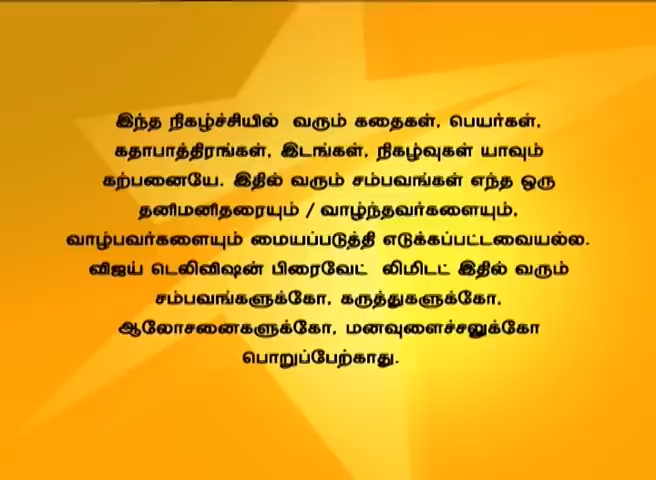 இந்த நிகழ்ச்சியில் வரும் கதைகள், பெயர்கள்,
கதாபாத்திரங்கள், இடங்கள், நிகழ்வுகள் யாவும்
கற்பனையே. இதில் வரும் சம்பவங்கள் எந்த ஒரு
தனிமனிதரையும் / வாழ்ந்தவர்களையும்,
வாழ்பவர்களையும் மையப்படுத்தி எடுக்கப்பட்டவையல்ல.
விஜய் டெலிவிஷன் பிரைவேட் லிமிடட் இதில் வரும்
சம்பவங்களுக்கோ, கருத்துகளுக்கோ,
ஆலோசனைகளுக்கோ, மனவுளைச்சலுக்கோ
பொறுப்பேற்காது.